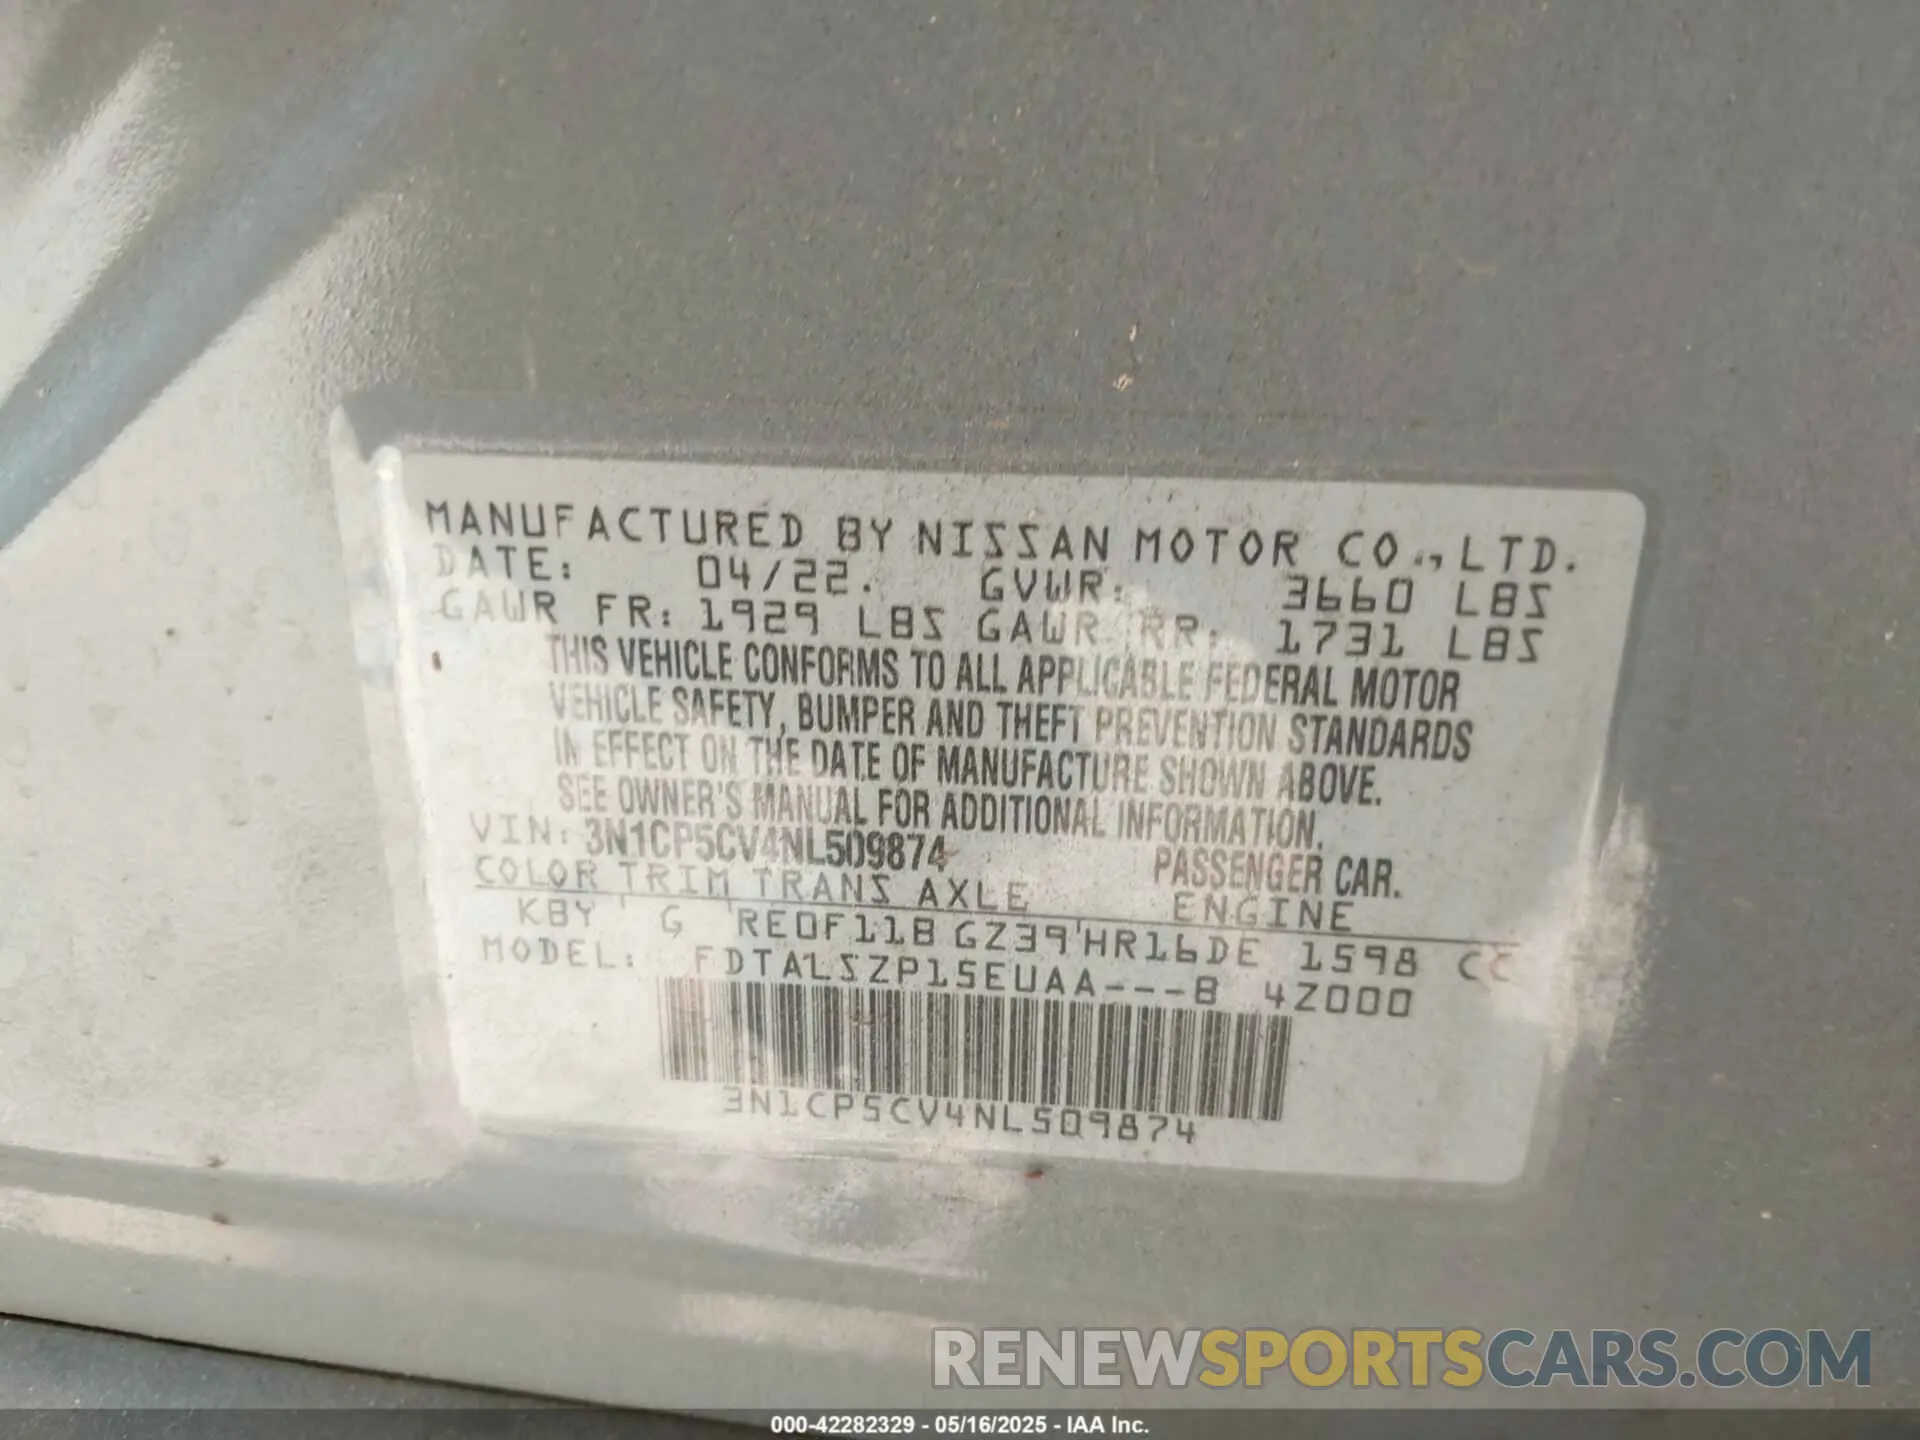 MANUFACTURED BY NISSAN MOTOR CO., LTD.
DATE: 04/22. GVWR: 3660 LBS
GAWR FR: 1929 LBS GAWR RR: 1731 LBS
THIS VEHICLE CONFORMS TO ALL APPLICABLE FEDERAL MOTOR
VEHICLE SAFETY, BUMPER AND THEFT PREVENTION STANDARDS
IN EFFECT ON THE DATE OF MANUFACTURE SHOWN ABOVE.
SEE OWNER'S MANUAL FOR ADDITIONAL INFORMATION.
VIN: 3N1CP5CV4NL509874 PASSENGER CAR.
COLOR TRIM TRANS AXLE ENGINE
KBY G RE0F11B GZ39 HR16DE 1598 CC
MODEL: FDTALSZP15EUAA---B 4Z000
3N1CP5CV4NL509874
RENEWSPORTSCARS.COM
000-42282329 - 05/16/2025 - IAA Inc.